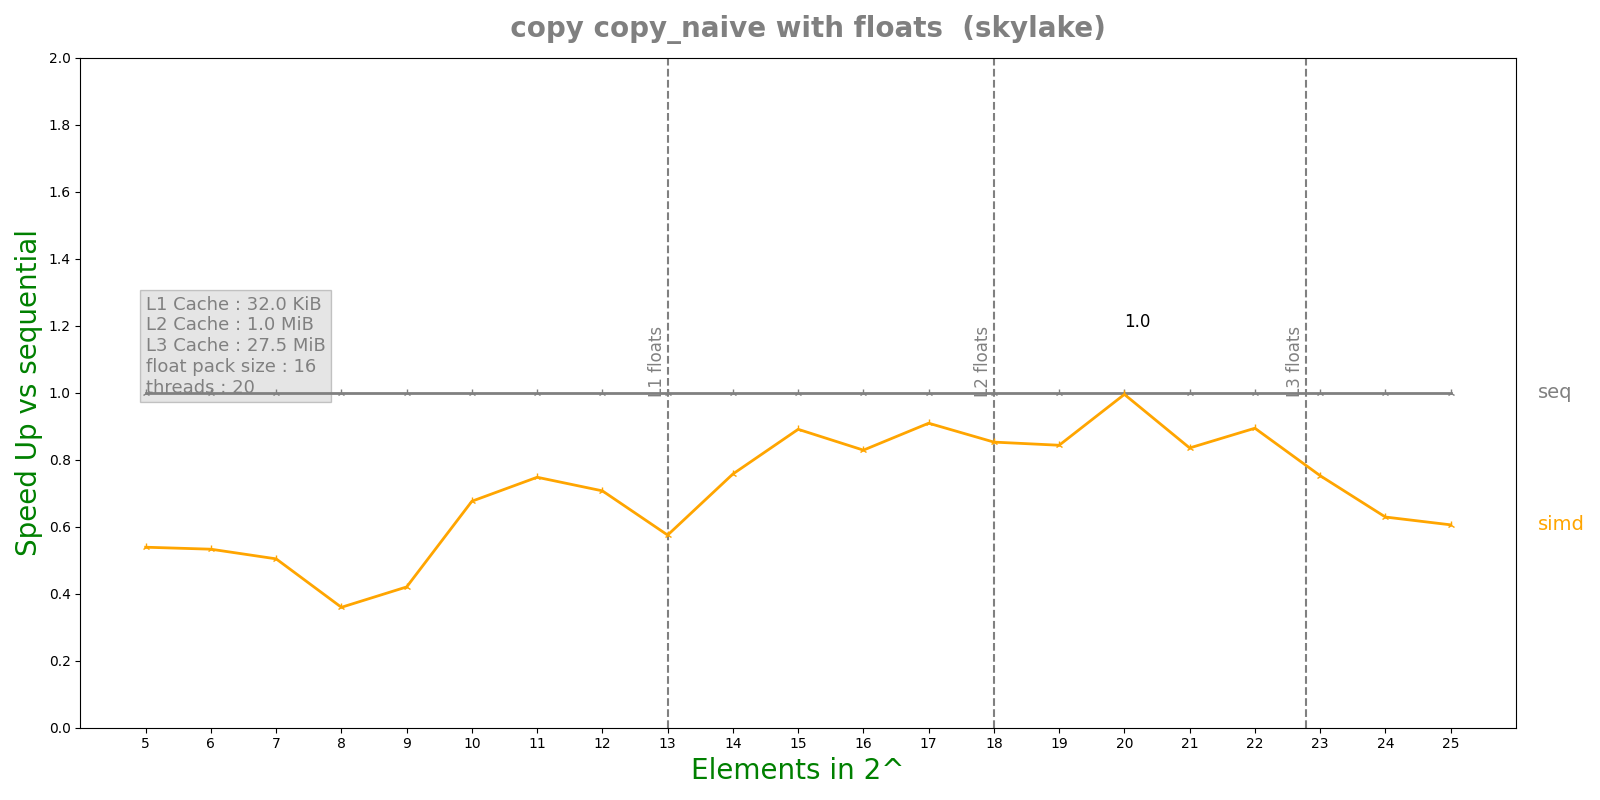 copy copy_naive with floats  (skylake)
2.0
1.8
1.6
1.4
1.2
1.0
0.8
0.6
0.4
0.2
0.0
Speed Up vs sequential
L1 Cache : 32.0 KiB
L2 Cache : 1.0 MiB
L3 Cache : 27.5 MiB
float pack size : 16
threads : 20
L1 floats
L2 floats
L3 floats
1.0
seq
simd
5 6 7 8 9 10 11 12 13 14 15 16 17 18 19 20 21 22 23 24 25
Elements in 2^